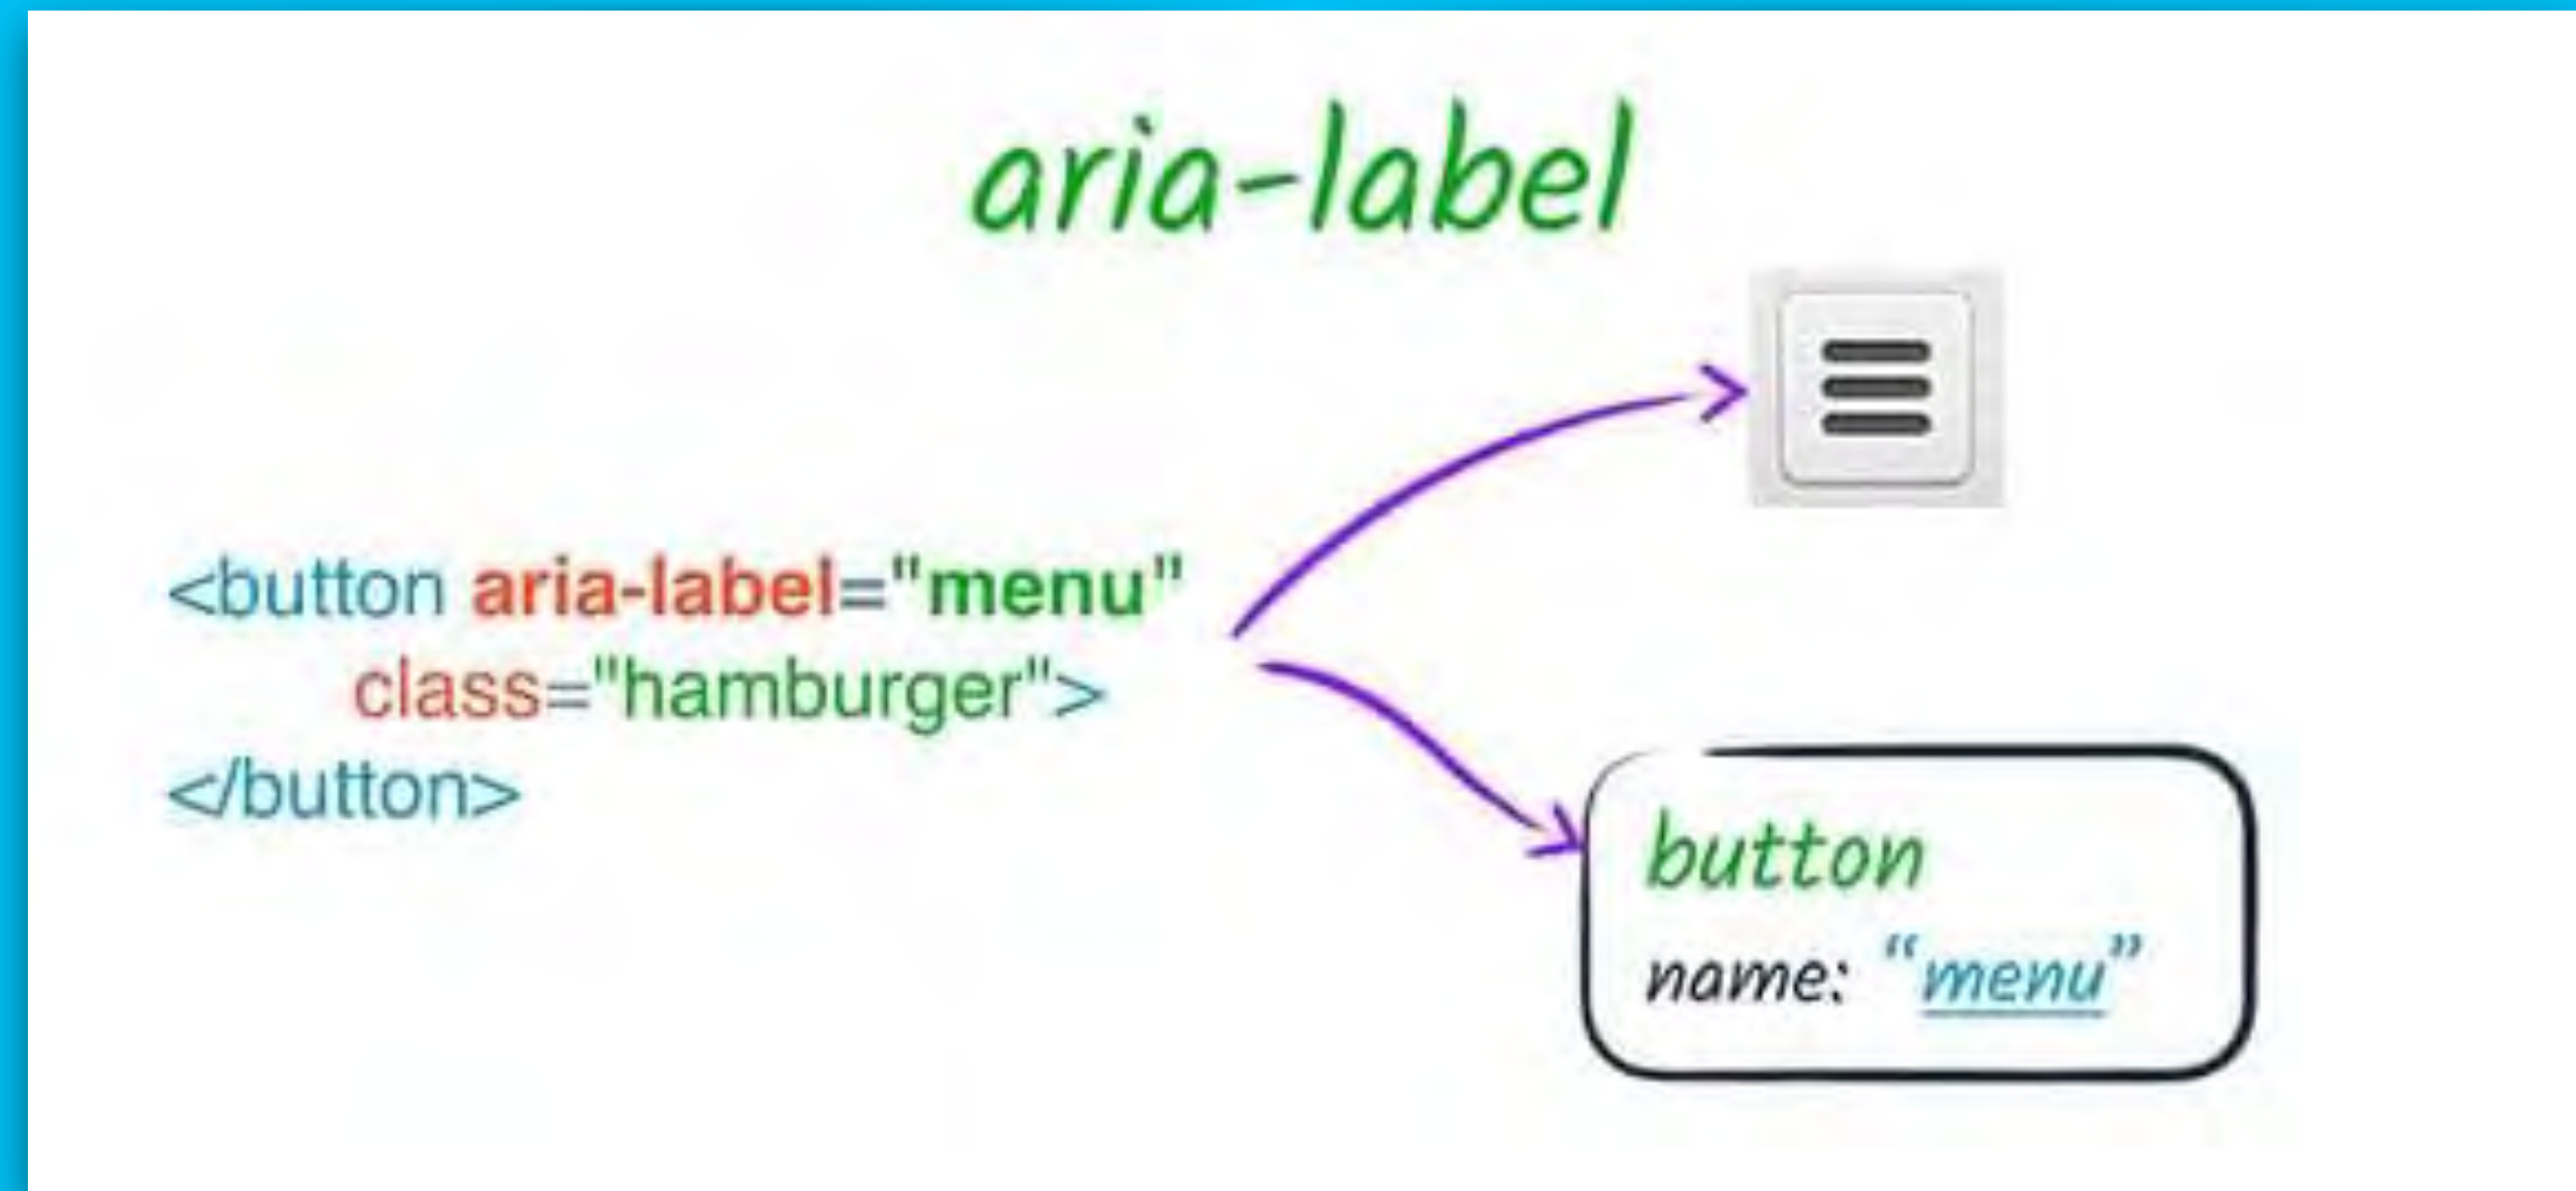 aria-label
<button aria-label="menu"
class="hamburger">
</button>
button
name: “menu”